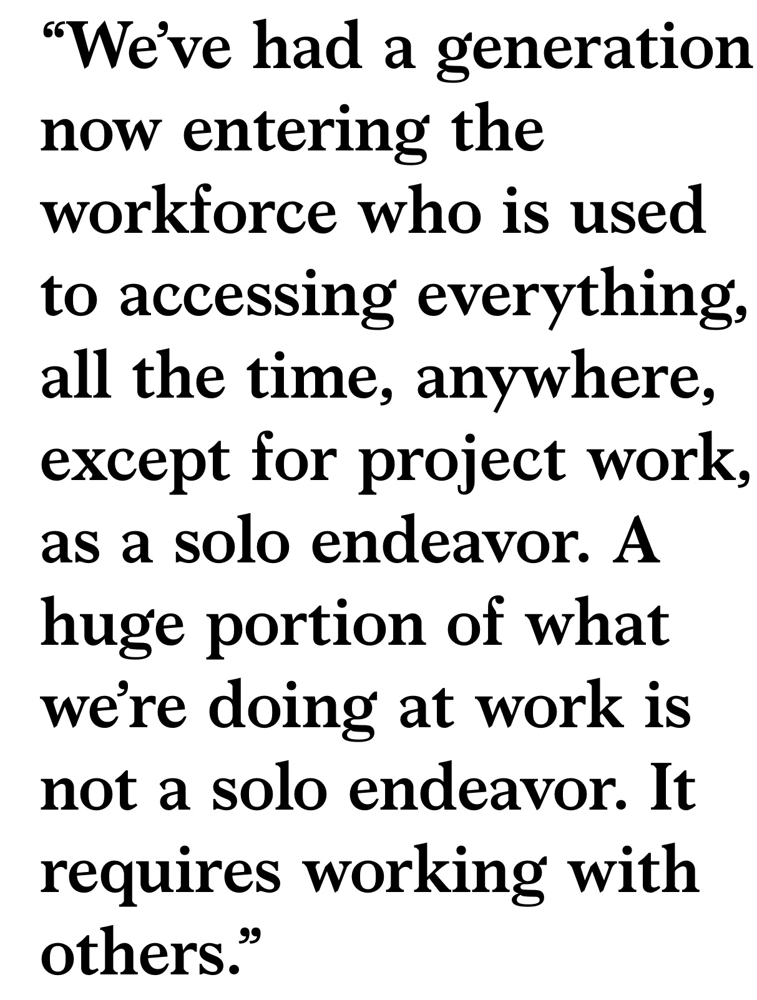 “We’ve had a generation
now entering the
workforce who is used
to accessing everything,
all the time, anywhere,
except for project work,
as a solo endeavor. A
huge portion of what
we’re doing at work is
not a solo endeavor. It
requires working with
others.”